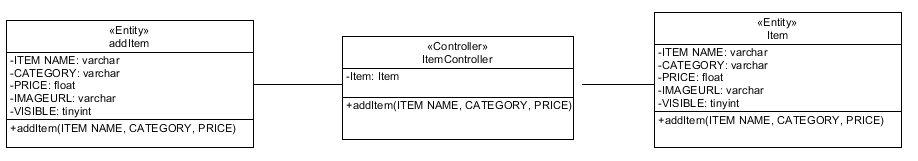 «Entity»
addItem
-ITEM NAME: varchar
-CATEGORY: varchar
-PRICE: float
-IMAGEURL: varchar
-VISIBLE: tinyint
+addItem(ITEM NAME, CATEGORY, PRICE)
«Controller»
ItemController
-Item: Item
+addItem(ITEM NAME, CATEGORY, PRICE)
«Entity»
Item
-ITEM NAME: varchar
-CATEGORY: varchar
-PRICE: float
-IMAGEURL: varchar
-VISIBLE: tinyint
+addItem(ITEM NAME, CATEGORY, PRICE)